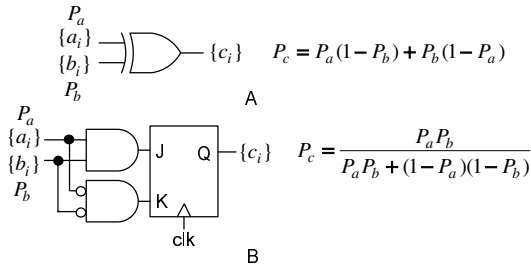 P_a
{a_i}
{b_i}
P_b
{c_i}
P_c = P_a(1-P_b) + P_b(1-P_a)
A
P_a
{a_i}
{b_i}
P_b
J
K
Q
clk
{c_i}
P_c = P_aP_b / P_aP_b + (1-P_a)(1-P_b)
B